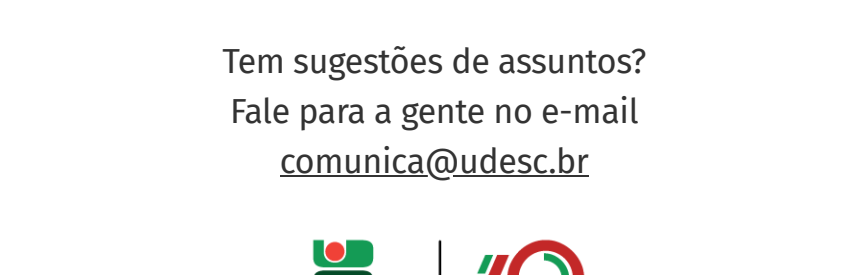 Tem sugestões de assuntos?
Fale para a gente no e-mail
comunica@udesc.br